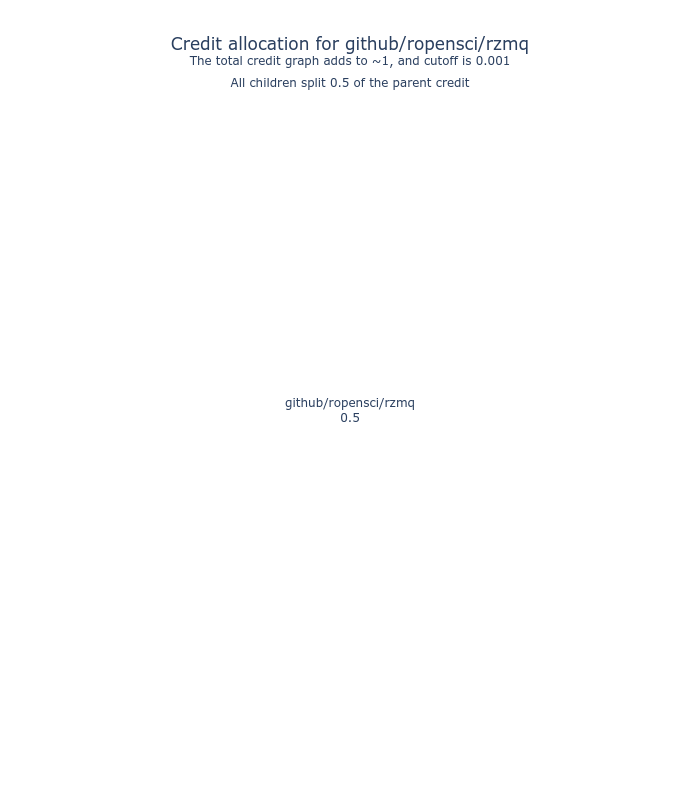 Credit allocation for github/ropensci/rzmq
The total credit graph adds to ~1, and cutoff is 0.001
All children split 0.5 of the parent credit
github/ropensci/rzmq
0.5